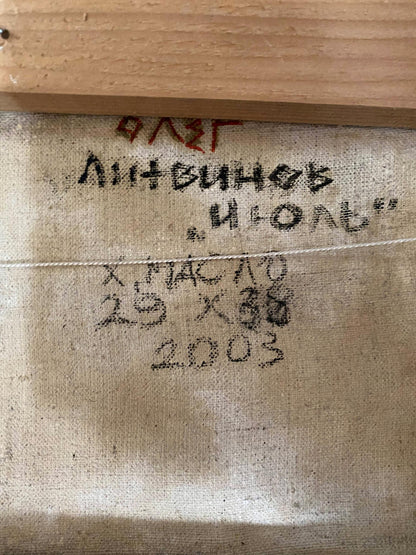 ОЛЕГ
ЛИТВИНОВ
„ИЮЛЬ"
Х, МАСЛО
29 Х 38
2003